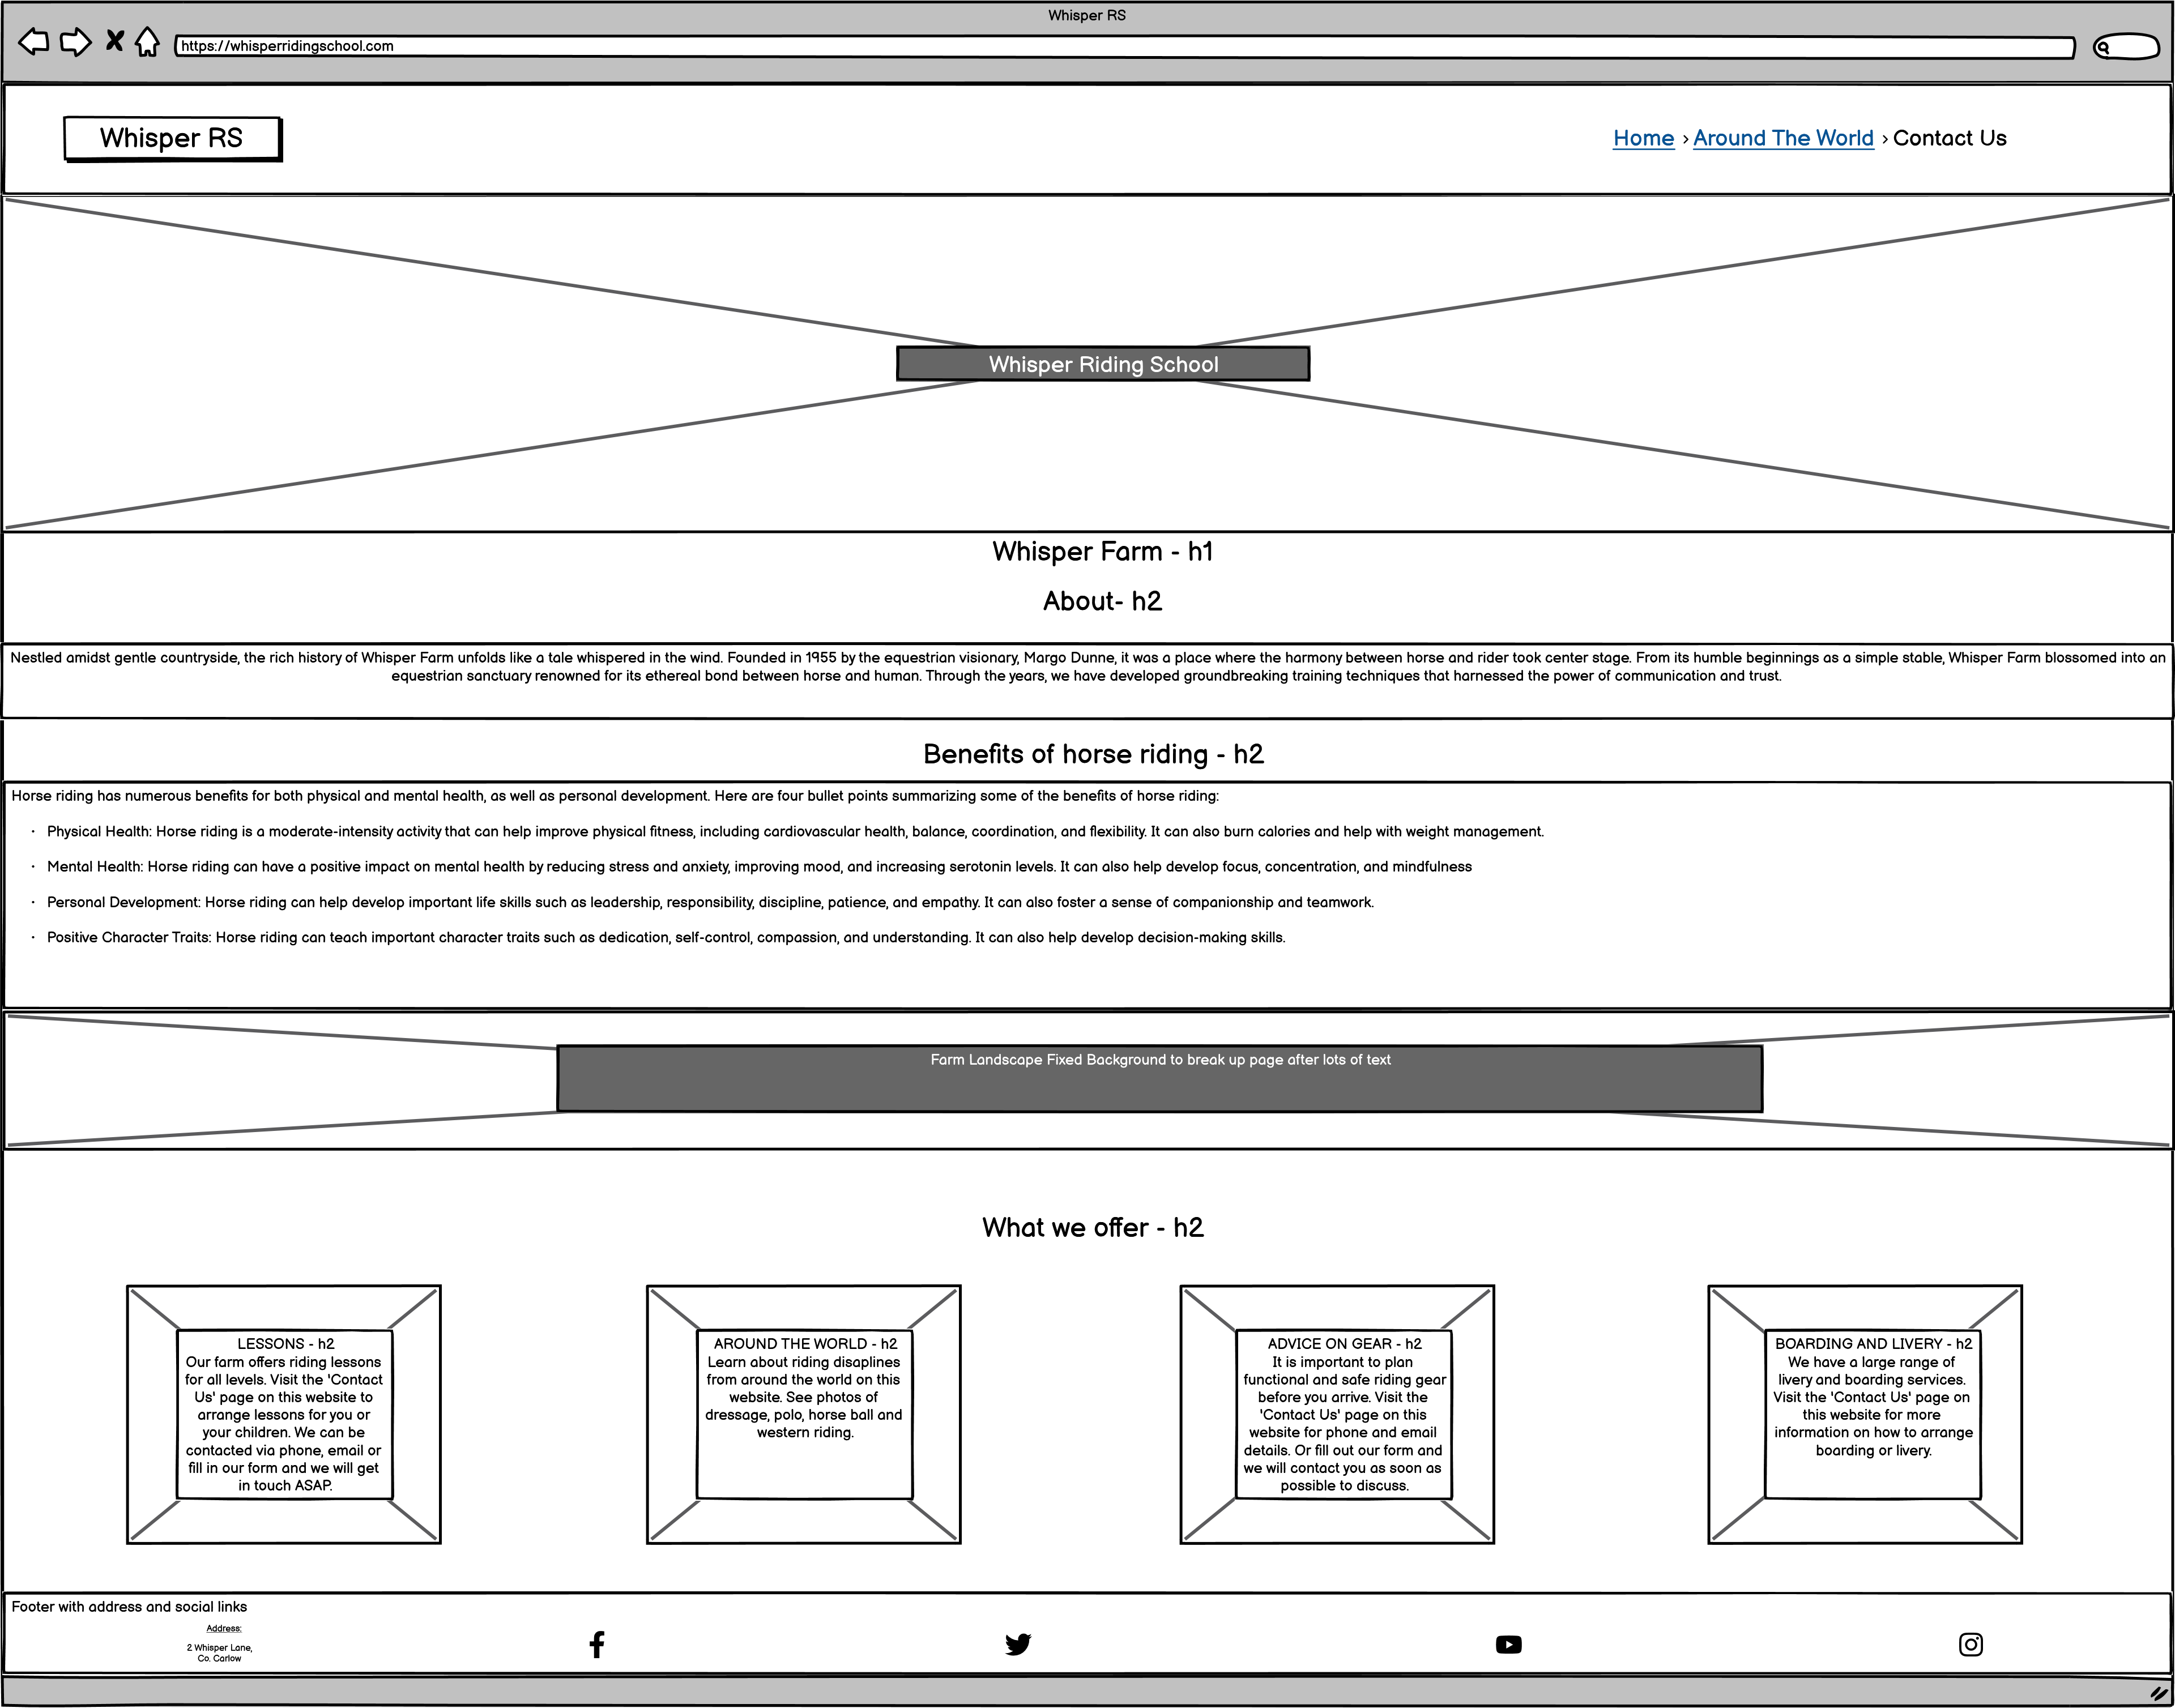 Whisper RS
https://whisperridingschool.com
Whisper RS
Home > Around The World > Contact Us
Whisper Riding School
Whisper Farm - h1
About- h2
Nestled amidst gentle countryside, the rich history of Whisper Farm unfolds like a tale whispered in the wind. Founded in 1955 by the equestrian visionary, Margo Dunne, it was a place where the harmony between horse and rider took center stage. From its humble beginnings as a simple stable, Whisper Farm blossomed into an
equestrian sanctuary renowned for its ethereal bond between horse and human. Through the years, we have developed groundbreaking training techniques that harnessed the power of communication and trust.
Benefits of horse riding - h2
Horse riding has numerous benefits for both physical and mental health, as well as personal development. Here are four bullet points summarizing some of the benefits of horse riding:
· Physical Health: Horse riding is a moderate-intensity activity that can help improve physical fitness, including cardiovascular health, balance, coordination, and flexibility. It can also burn calories and help with weight management.
· Mental Health: Horse riding can have a positive impact on mental health by reducing stress and anxiety, improving mood, and increasing serotonin levels. It can also help develop focus, concentration, and mindfulness
· Personal Development: Horse riding can help develop important life skills such as leadership, responsibility, discipline, patience, and empathy. It can also foster a sense of companionship and teamwork.
· Positive Character Traits: Horse riding can teach important character traits such as dedication, self-control, compassion, and understanding. It can also help develop decision-making skills.
Farm Landscape Fixed Background to break up page after lots of text
What we offer - h2
LESSONS - h2
Our farm offers riding lessons
for all levels. Visit the 'Contact
Us' page on this website to
arrange lessons for you or
your children. We can be
contacted via phone, email or
fill in our form and we will get
in touch ASAP.
AROUND THE WORLD - h2
Learn about riding disaplines
from around the world on this
website. See photos of
dressage, polo, horse ball and
western riding.
ADVICE ON GEAR - h2
It is important to plan
functional and safe riding gear
before you arrive. Visit the
'Contact Us' page on this
website for phone and email
details. Or fill out our form and
we will contact you as soon as
possible to discuss.
BOARDING AND LIVERY - h2
We have a large range of
livery and boarding services.
Visit the 'Contact Us' page on
this website for more
information on how to arrange
boarding or livery.
Footer with address and social links
Address:
2 Whisper Lane,
Co. Carlow